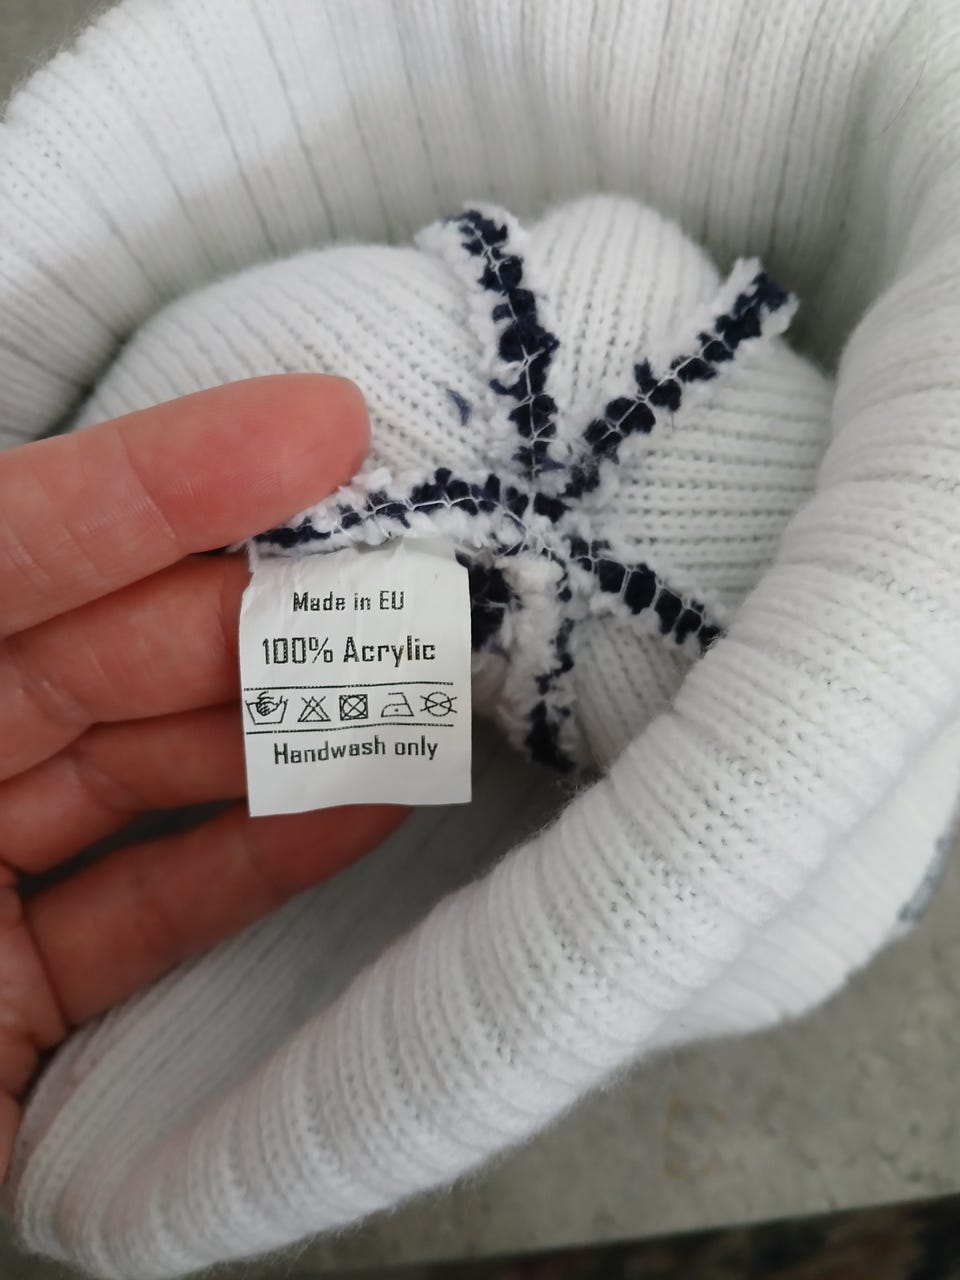 Made in EU
100% Acrylic
Handwash only